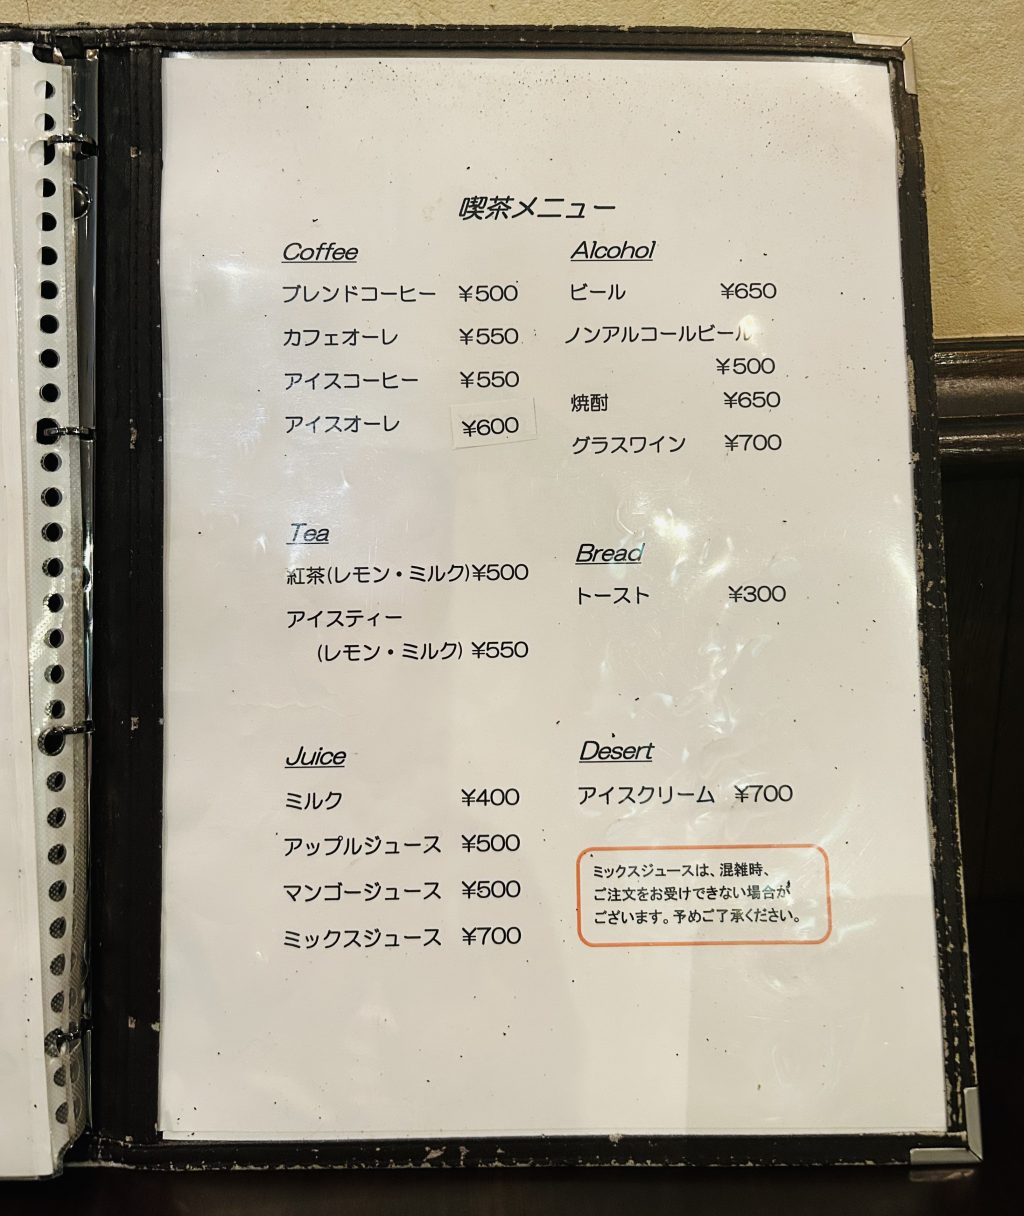 喫茶メニュー
Coffee
ブレンドコーヒー ¥500
カフェオーレ ¥550
アイスコーヒー ¥550
アイスオーレ ¥600
Tea
紅茶(レモン・ミルク)¥500
アイスティー
(レモン・ミルク) ¥550
Juice
ミルク ¥400
アップルジュース ¥500
マンゴージュース ¥500
ミックスジュース ¥700
Alcohol
ビール ¥650
ノンアルコールビール
¥500
焼酎 ¥650
グラスワイン ¥700
Bread
トースト ¥300
Desert
アイスクリーム ¥700
ミックスジュースは、混雑時、
ご注文をお受けできない場合が
ございます。予めご了承ください。